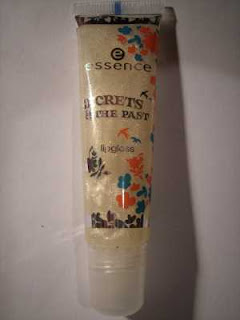 e
essence
SECRETS
OF THE PAST
lipgloss